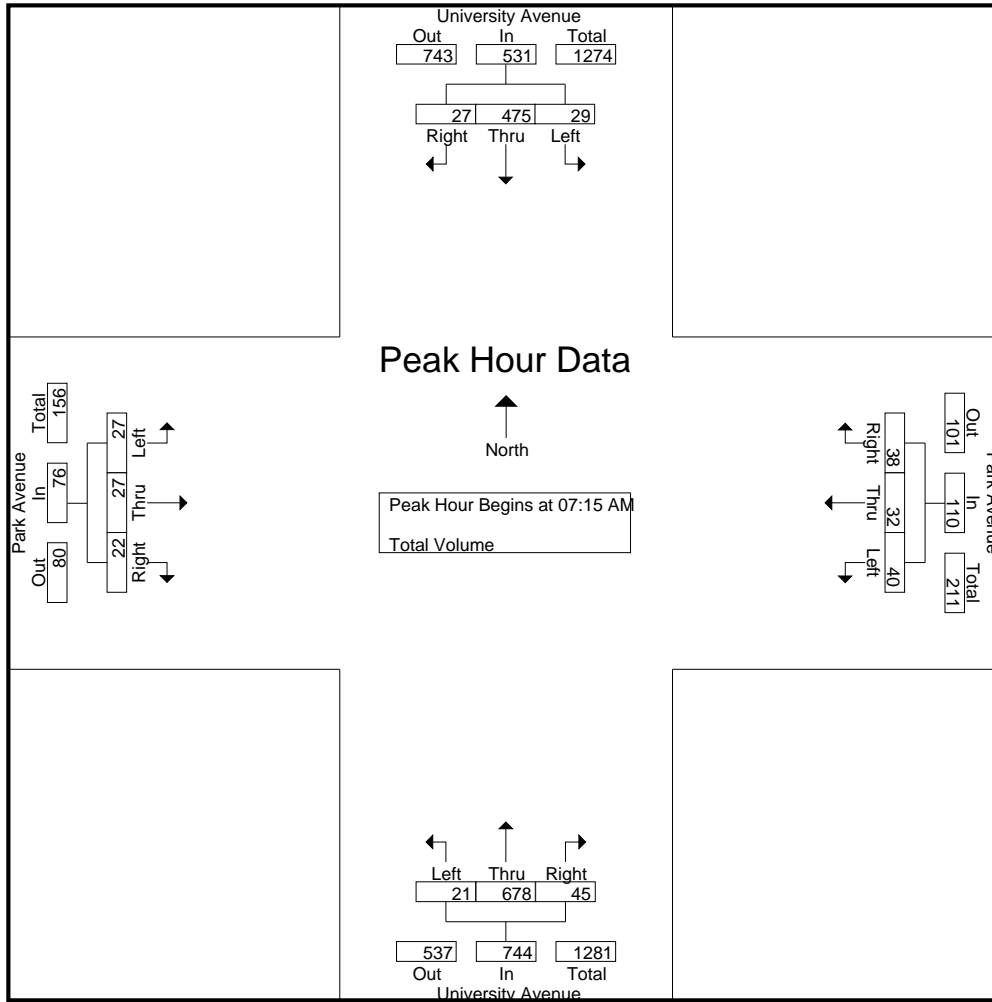 University Avenue
Out In Total
743 531 1274
27 475 29
Right Thru Left
Peak Hour Data
North
Peak Hour Begins at 07:15 AM
Total Volume
Park Avenue
Out In Total
80 76 156
22 27 27
Right Thru Left
Park Avenue
Out In Total
101 110 211
38 32 40
Right Thru Left
Left Thru Right
21 678 45
537 744 1281
Out In Total
University Avenue